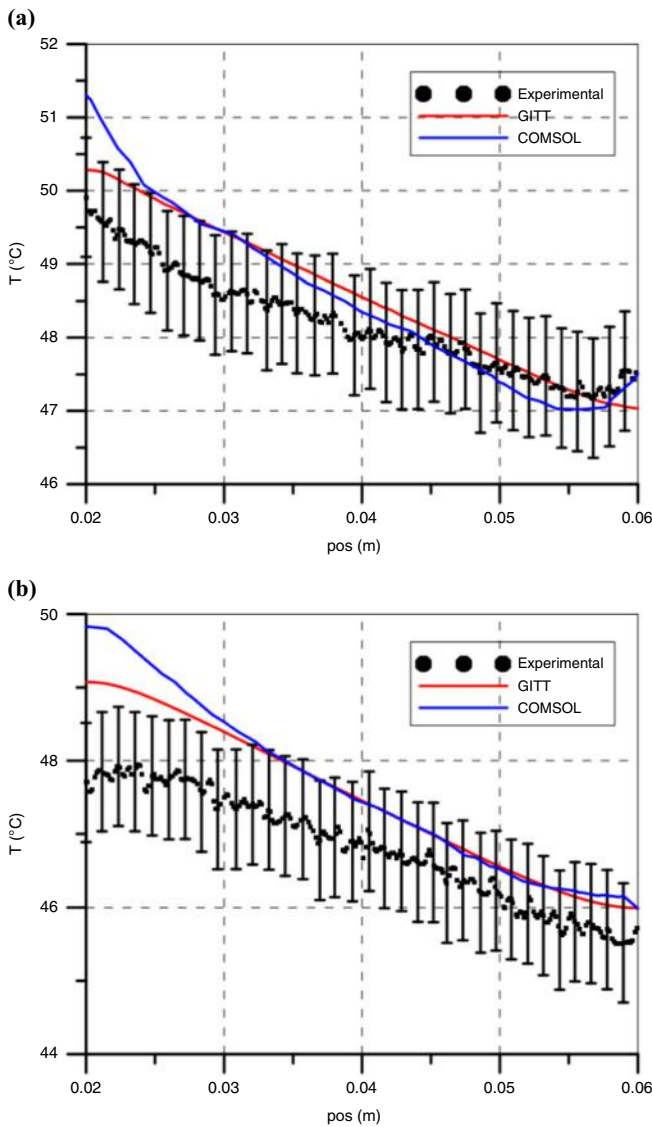 (a)
52
51
50
49
48
47
46
T (°C)
Experimental
GITT
COMSOL
0.02
0.03
0.04
0.05
0.06
pos (m)
(b)
50
48
46
44
T (°C)
Experimental
GITT
COMSOL
0.02
0.03
0.04
0.05
0.06
pos (m)